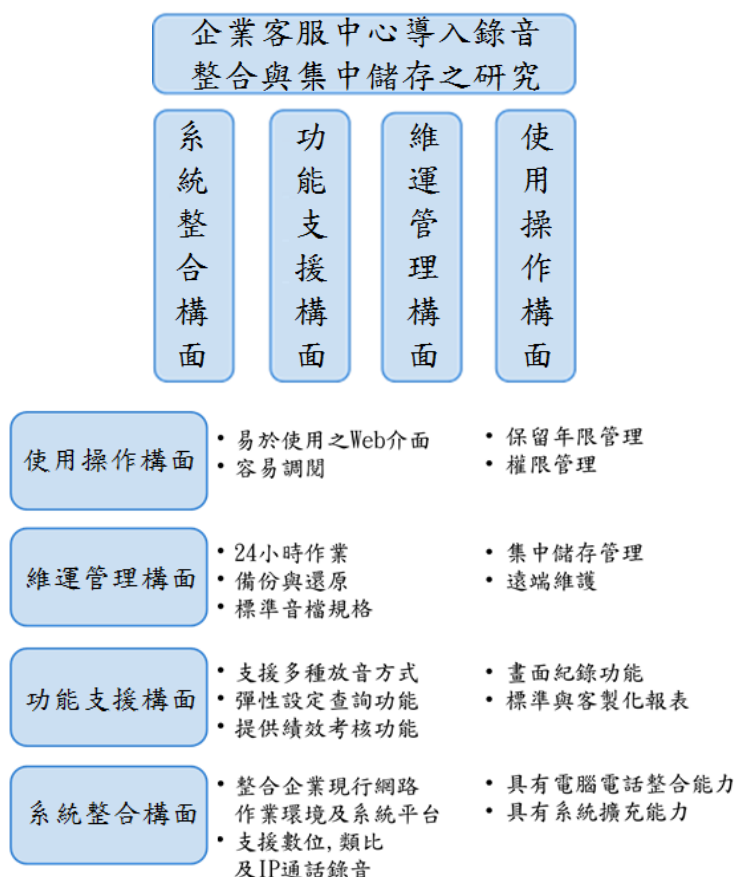 企業客服中心導入錄音
整合與集中儲存之研究
系統整合構面
功能支援構面
維運管理構面
使用操作構面
使用操作構面
• 易於使用之Web介面
• 容易調閱
• 保留年限管理
• 權限管理
維運管理構面
• 24小時作業
• 備份與還原
• 標準音檔規格
• 集中儲存管理
• 遠端維護
功能支援構面
• 支援多種放音方式
• 彈性設定查詢功能
• 提供績效考核功能
• 畫面紀錄功能
• 標準與客製化報表
系統整合構面
• 整合企業現行網路
作業環境及系統平台
• 支援數位,類比
及IP通話錄音
• 具有電腦電話整合能力
• 具有系統擴充能力